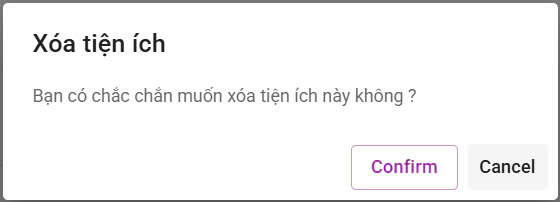 Xóa tiện ích
Bạn có chắc chắn muốn xóa tiện ích này không ?
Confirm Cancel